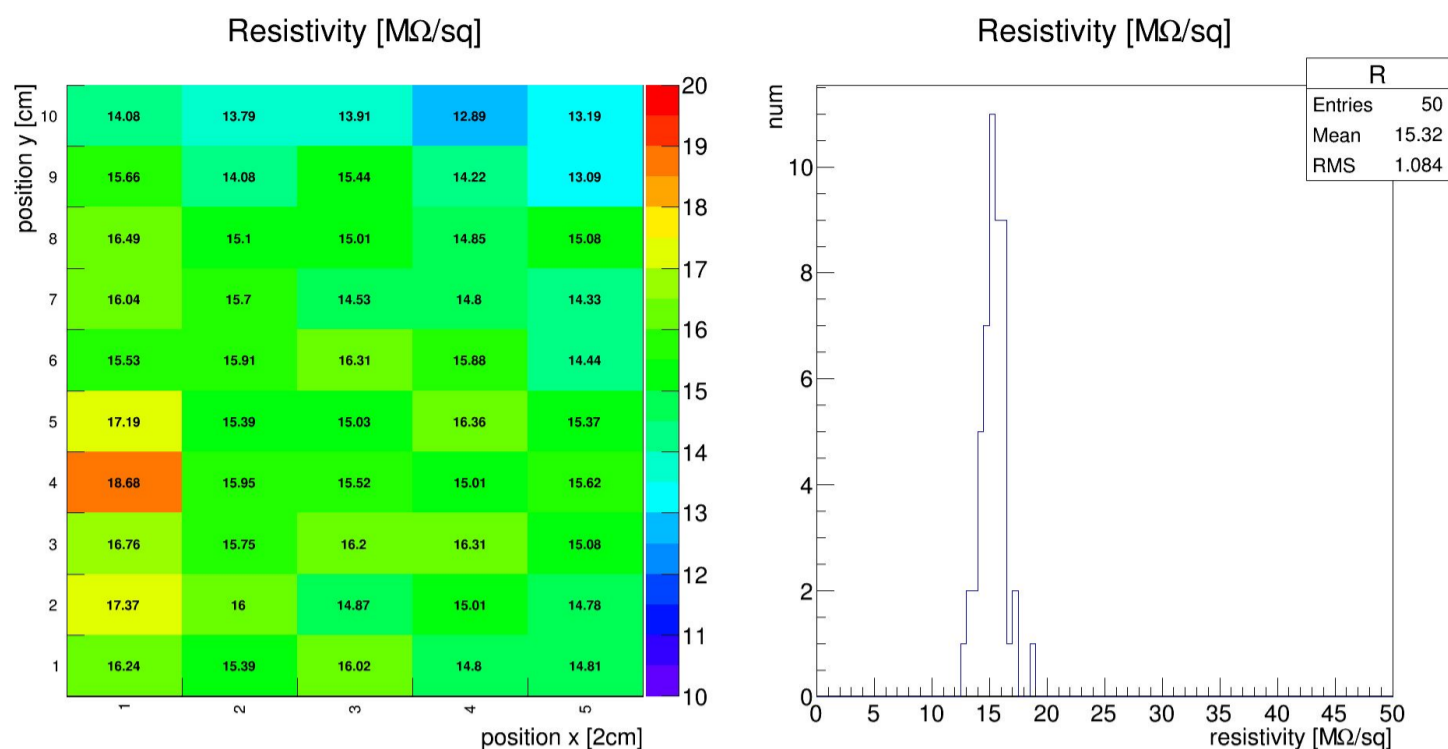 Resistivity [MΩ/sq]
position y [cm]
10 14.08 13.79 13.91 12.89 13.19
9 15.66 14.08 15.44 14.22 13.09
8 16.49 15.1 15.01 14.85 15.08
7 16.04 15.7 14.53 14.8 14.33
6 15.53 15.91 16.31 15.88 14.44
5 17.19 15.39 15.03 16.36 15.37
4 18.68 15.95 15.52 15.01 15.62
3 16.76 15.75 16.2 16.31 15.08
2 17.37 16 14.87 15.01 14.78
1 16.24 15.39 16.02 14.8 14.81
1 2 3 4 5
position x [2cm]
20
19
18
17
16
15
14
13
12
11
10
Resistivity [MΩ/sq]
R
Entries 50
Mean 15.32
RMS 1.084
num
10
8
6
4
2
0
0 5 10 15 20 25 30 35 40 45 50
resistivity [MΩ/sq]